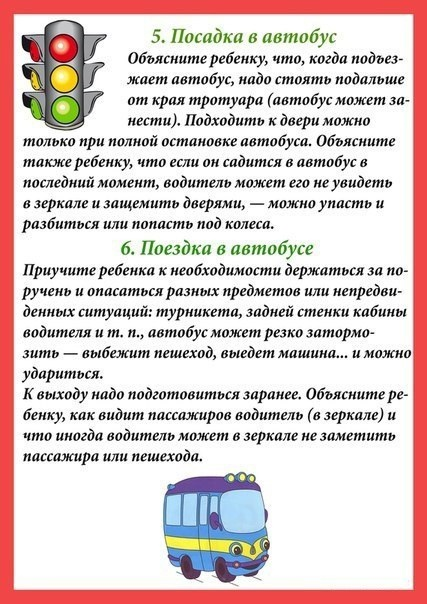 5. Посадка в автобус
Объясните ребенку, что, когда подъез-
жает автобус, надо стоять подальше
от края тротуара (автобус может за-
нести). Подходить к двери можно
только при полной остановке автобуса. Объясните
также ребенку, что если он садится в автобус в
последний момент, водитель может его не увидеть
в зеркале и защемить дверями, — можно упасть и
разбиться или попасть под колеса.
6. Поездка в автобусе
Приучите ребенка к необходимости держаться за по-
ручень и опасаться разных предметов или непредви-
денных ситуаций: турникета, задней стенки кабины
водителя и т. п., автобус может резко затормо-
зить — выбежит пешеход, выедет машина... и можно
удариться.
К выходу надо подготовиться заранее. Объясните ре-
бенку, как видит пассажиров водитель (в зеркале) и
что иногда водитель может в зеркале не заметить
пассажира или пешехода.